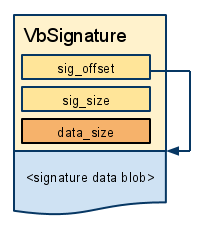 VbSignature
sig_offset
sig_size
data_size
<signature data blob>